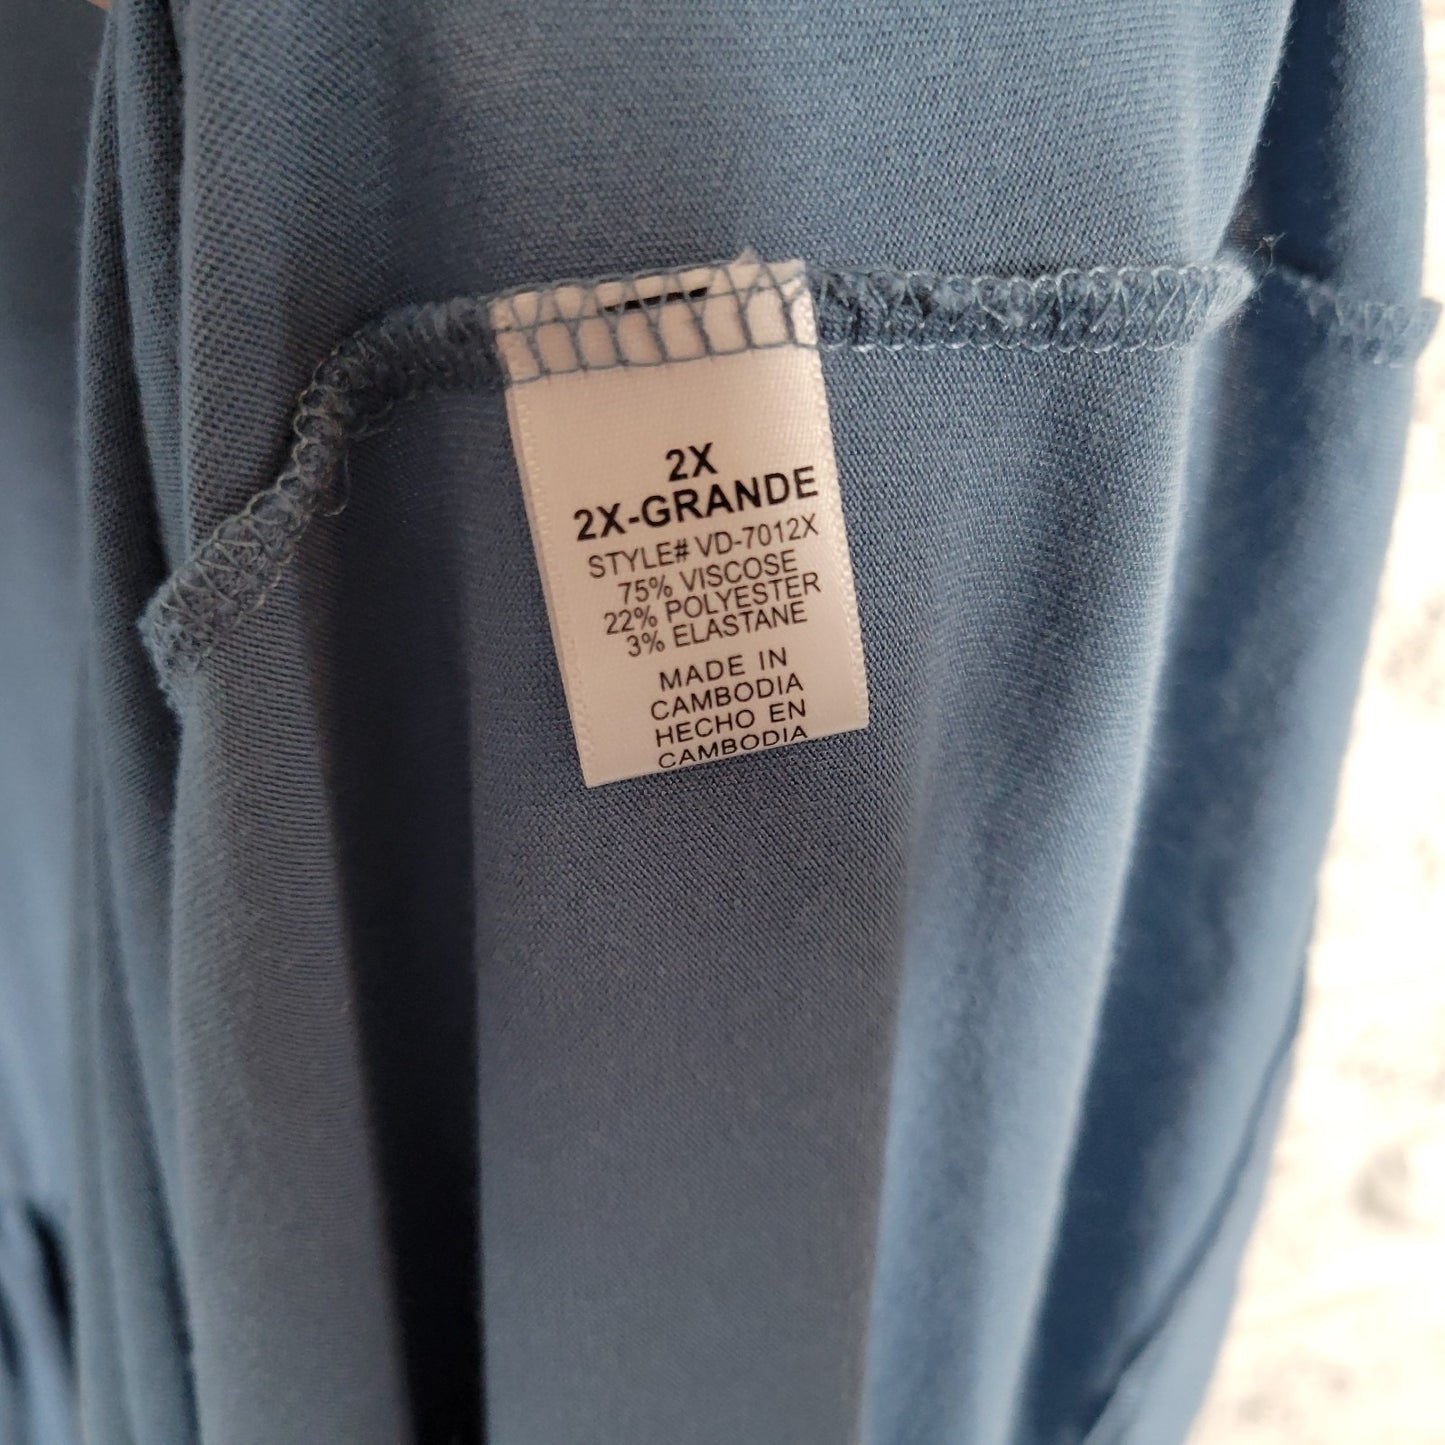 2X
2X-GRANDE
STYLE# VD-7012X
75% VISCOSE
22% POLYESTER
3% ELASTANE
MADE IN
CAMBODIA
HECHO EN
CAMBODIA